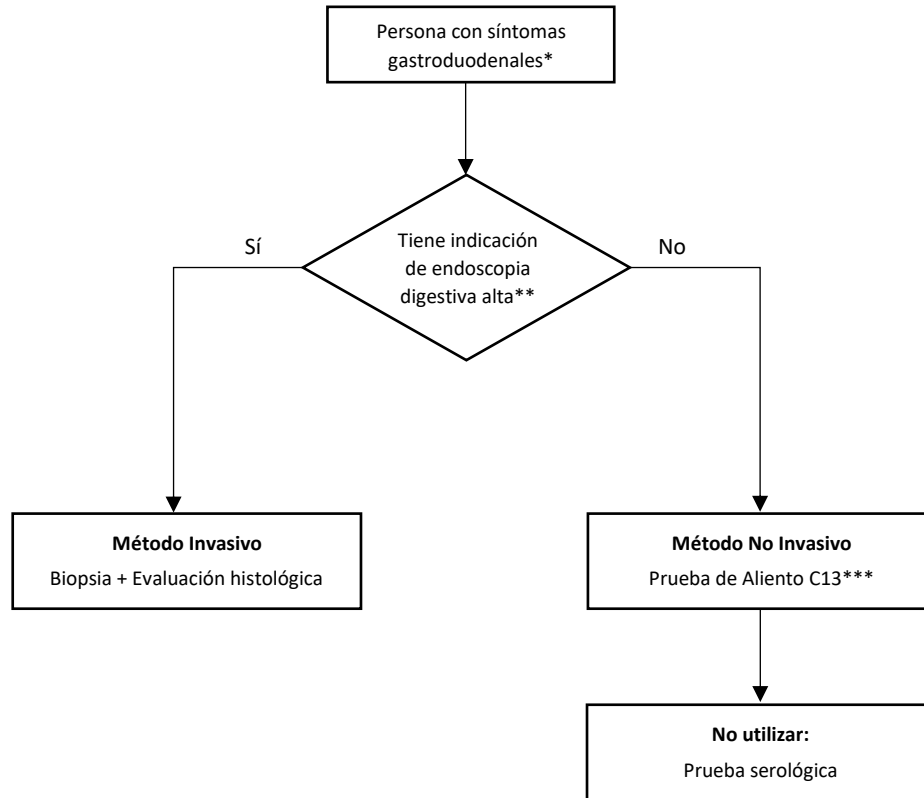 Persona con síntomas
gastroduodenales*
Tiene indicación
de endoscopia
digestiva alta**
Sí
No
Método Invasivo
Biopsia + Evaluación histológica
Método No Invasivo
Prueba de Aliento C13***
No utilizar:
Prueba serológica